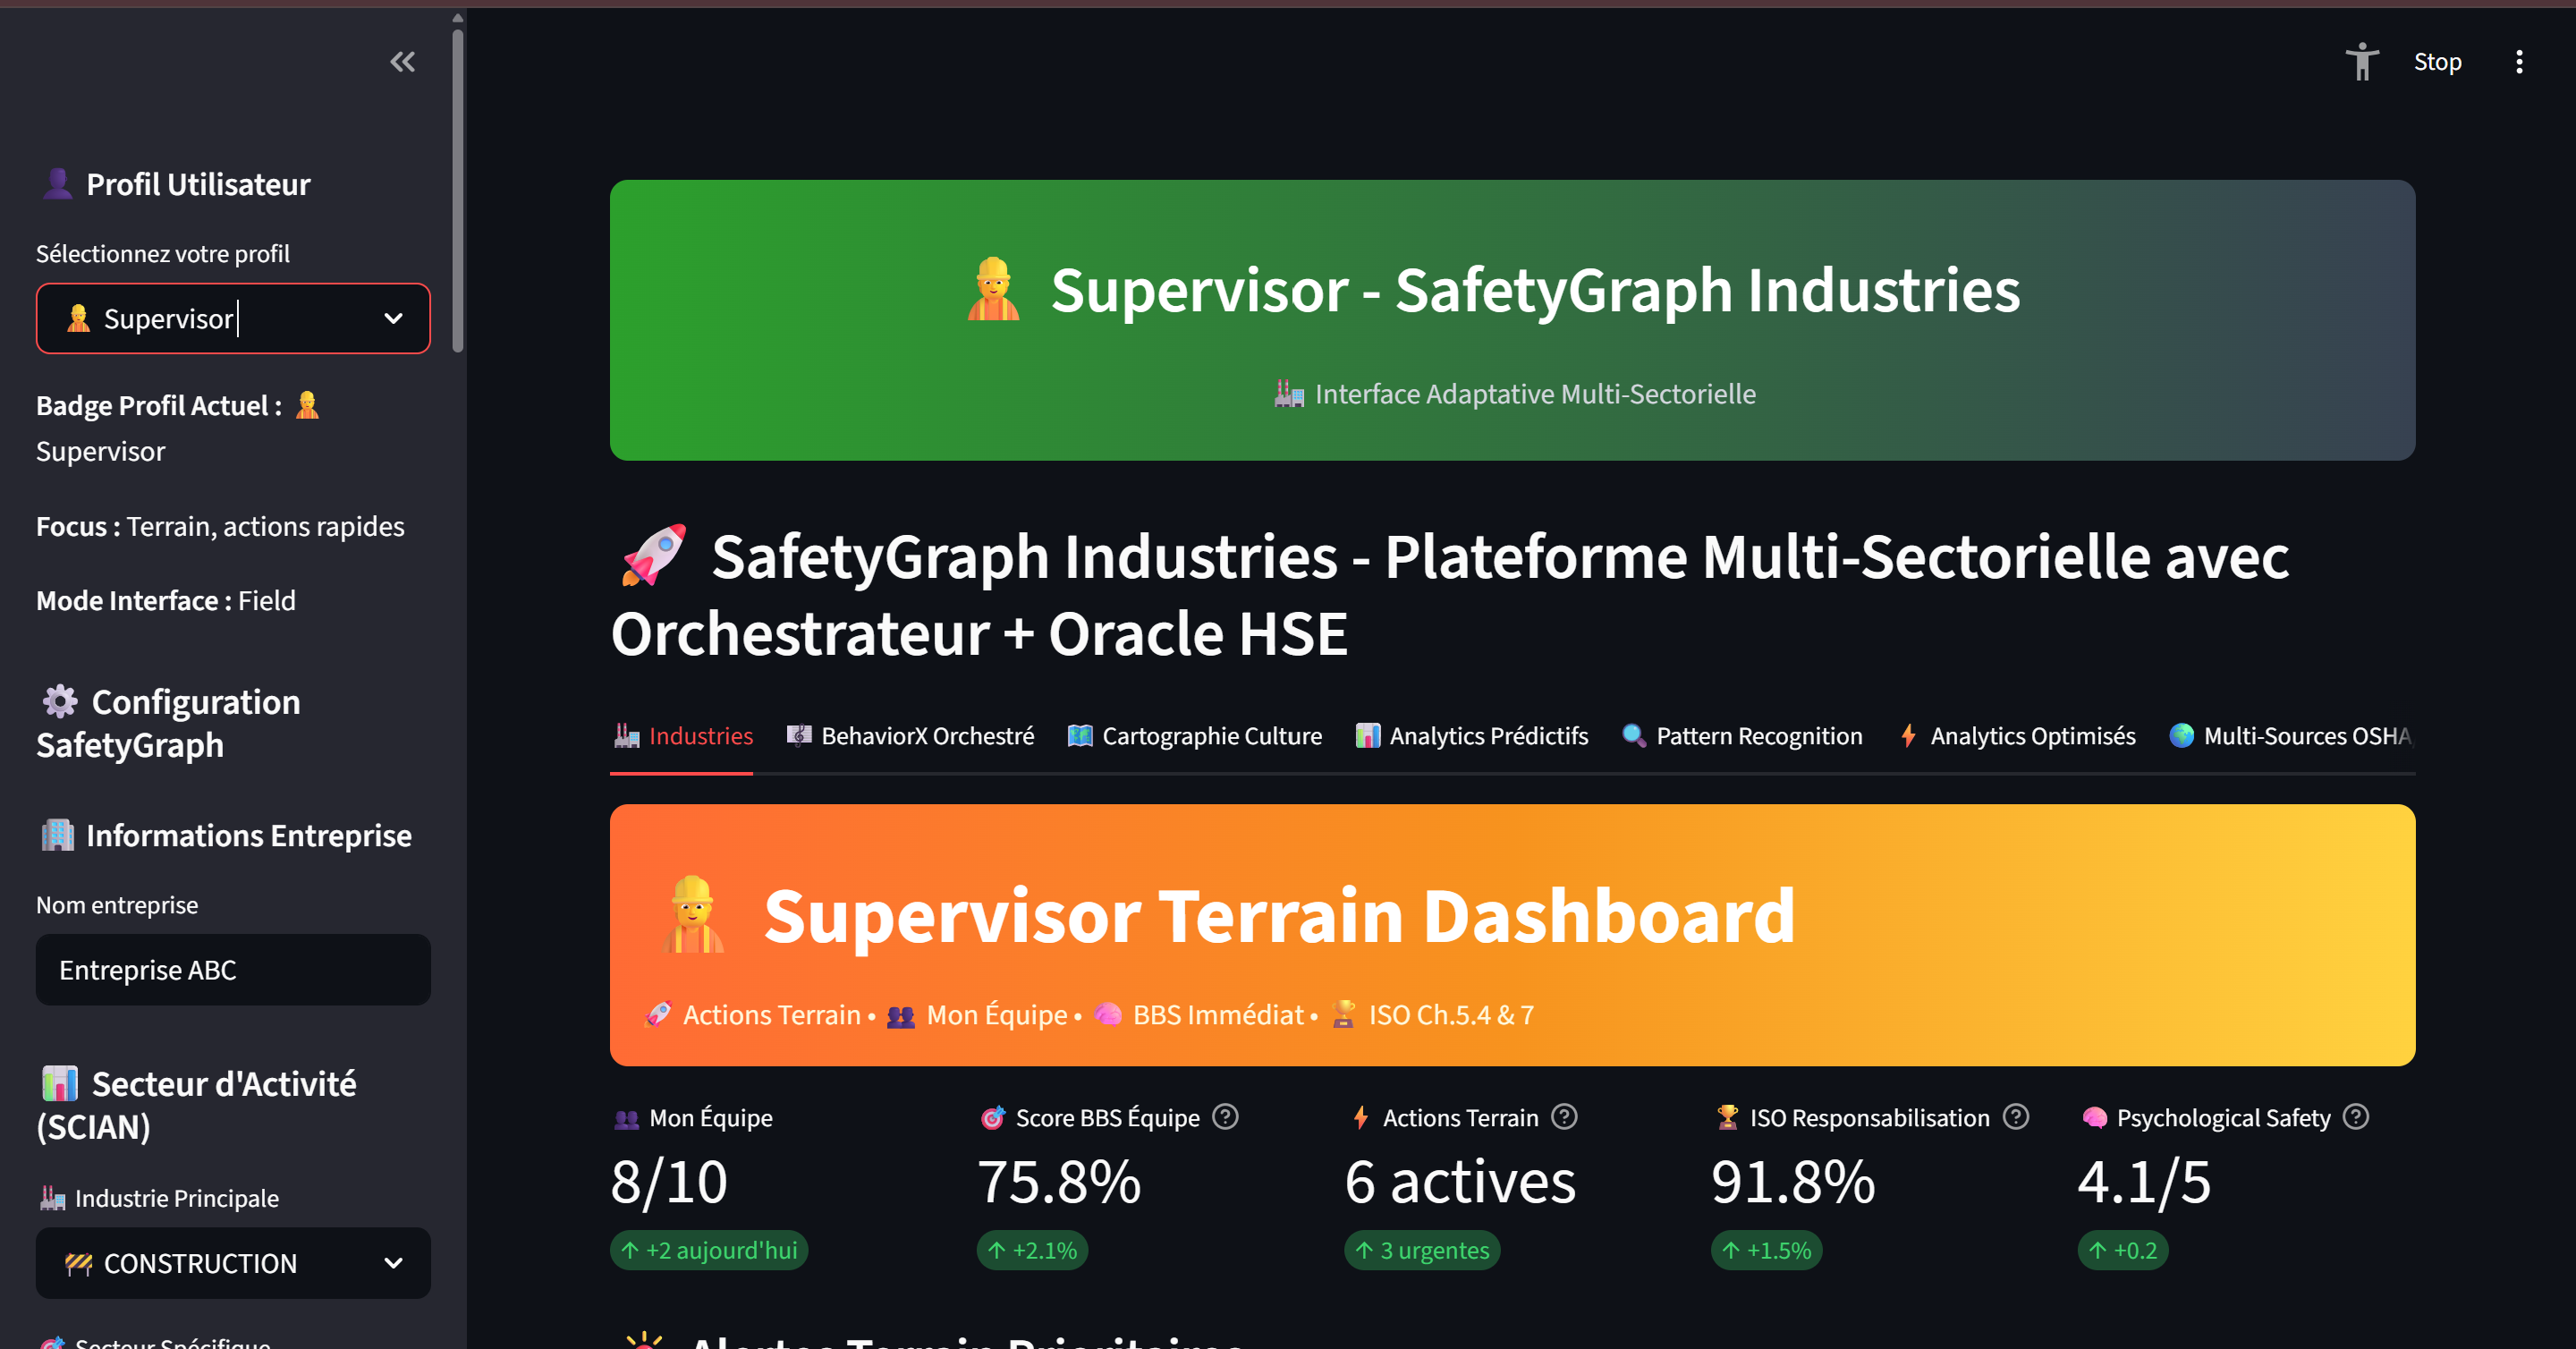 Stop
Profil Utilisateur
Sélectionnez votre profil
Supervisor
Badge Profil Actuel :
Supervisor
Focus : Terrain, actions rapides
Mode Interface : Field
Configuration
SafetyGraph
Informations Entreprise
Nom entreprise
Entreprise ABC
Secteur d'Activité
(SCIAN)
Industrie Principale
CONSTRUCTION
Secteur Spécifique
Supervisor - SafetyGraph Industries
Interface Adaptative Multi-Sectorielle
SafetyGraph Industries - Plateforme Multi-Sectorielle avec
Orchestrateur + Oracle HSE
Industries BehaviorX Orchestré Cartographie Culture Analytics Prédictifs Pattern Recognition Analytics Optimisés Multi-Sources OSHA,
Supervisor Terrain Dashboard
Actions Terrain • Mon Équipe • BBS Immédiat • ISO Ch.5.4 & 7
Mon Équipe
8/10
+2 aujourd'hui
Score BBS Équipe
75.8%
+2.1%
Actions Terrain
6 actives
3 urgentes
ISO Responsabilisation
91.8%
+1.5%
Psychological Safety
4.1/5
+0.2
Alertes Terrain Prioritaires